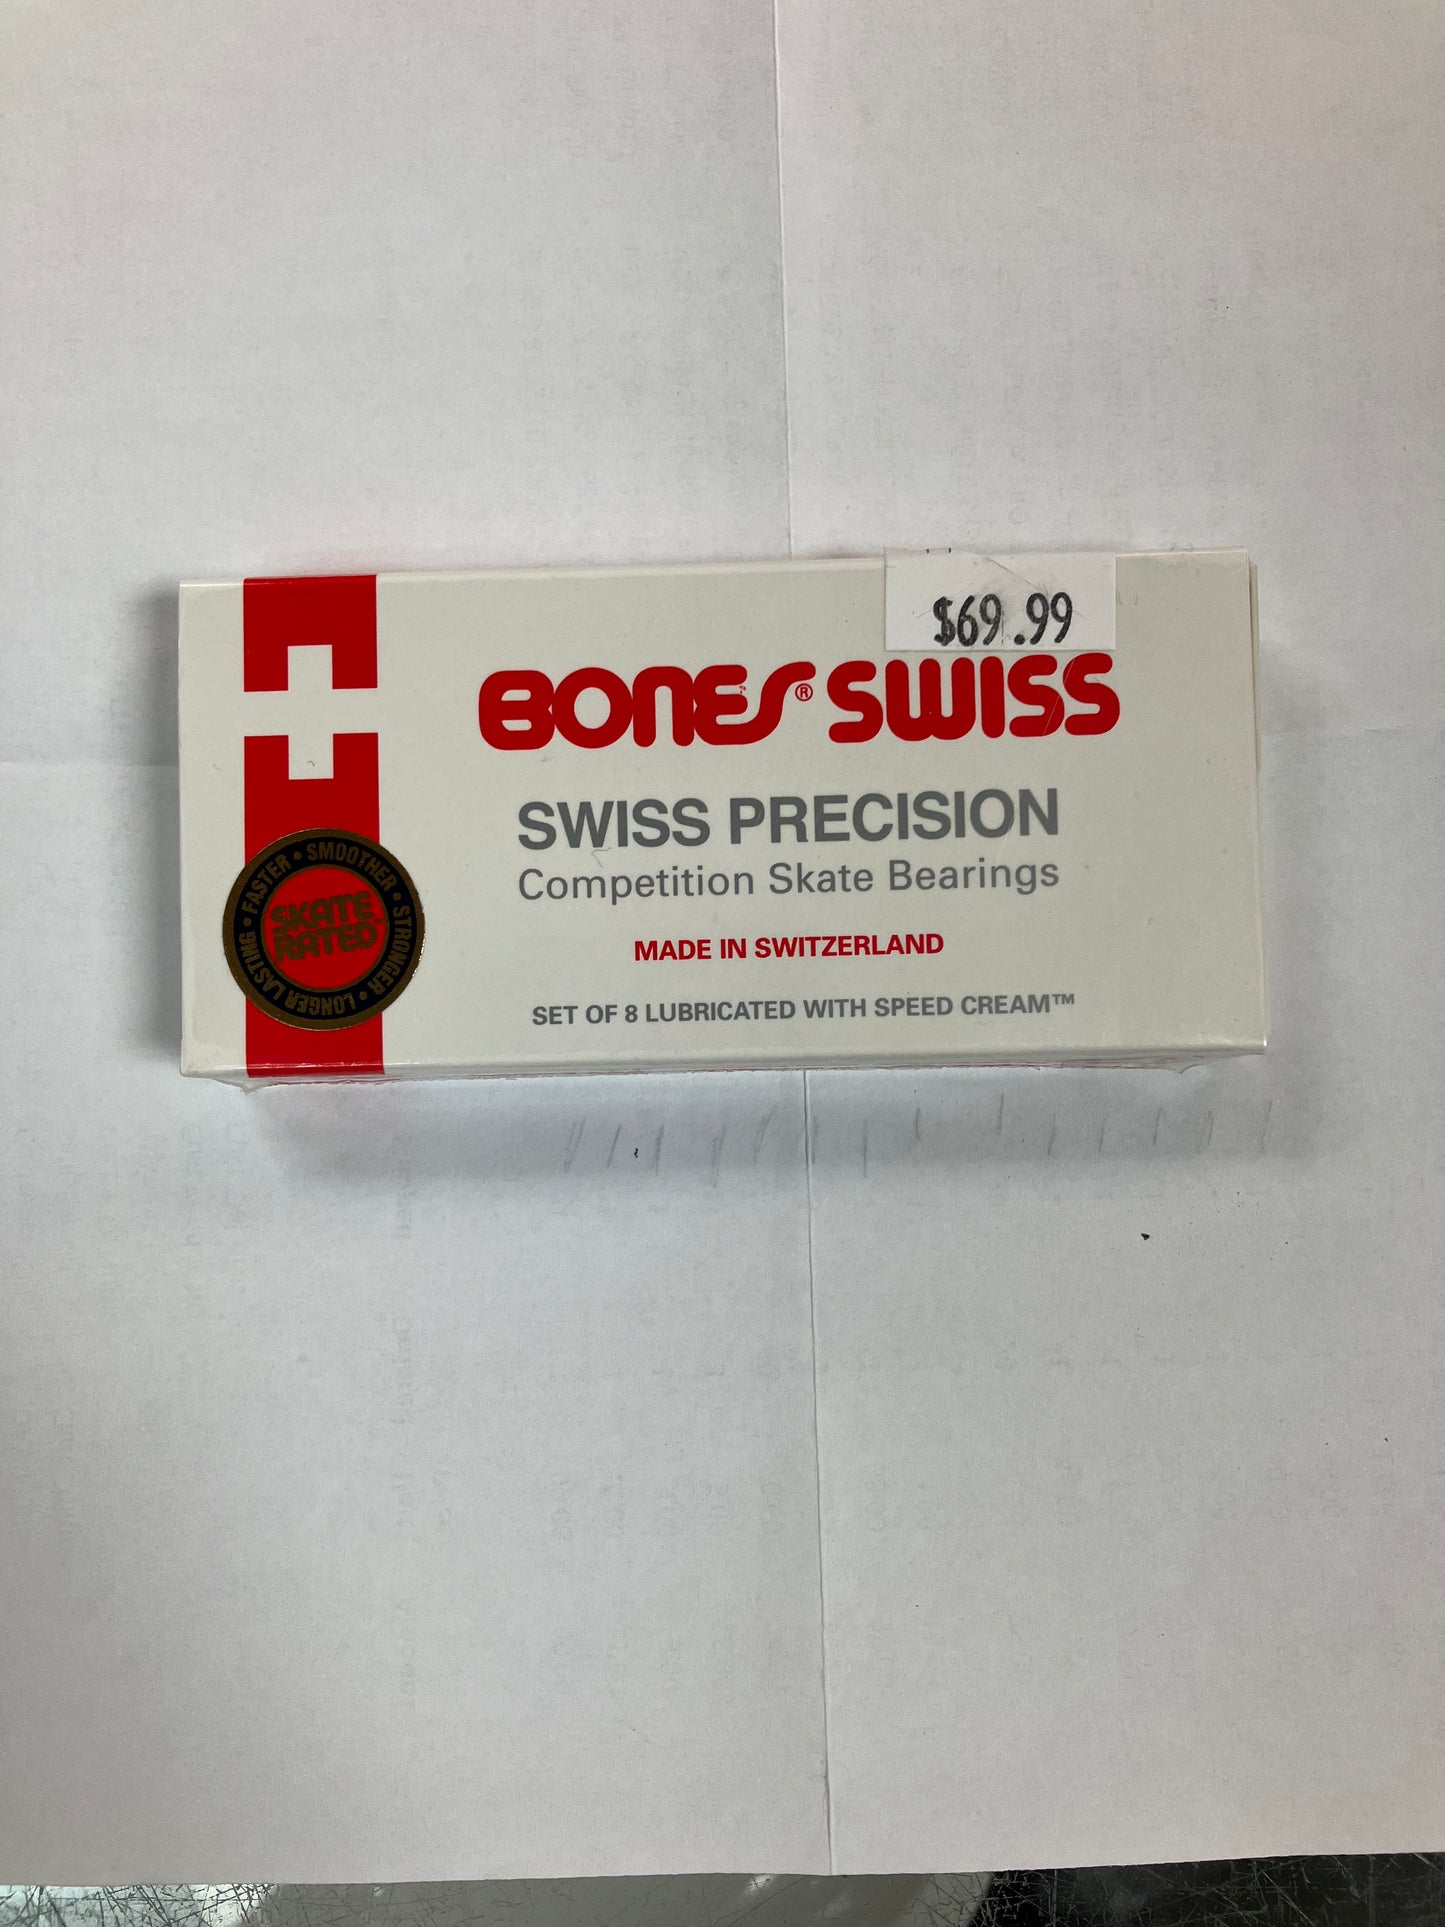 $69.99
BONES® SWISS
SWISS PRECISION
Competition Skate Bearings
MADE IN SWITZERLAND
SET OF 8 LUBRICATED WITH SPEED CREAM™
FASTER • SMOOTHER • STRONGER • LONGER LASTING •
SKATE
RATED